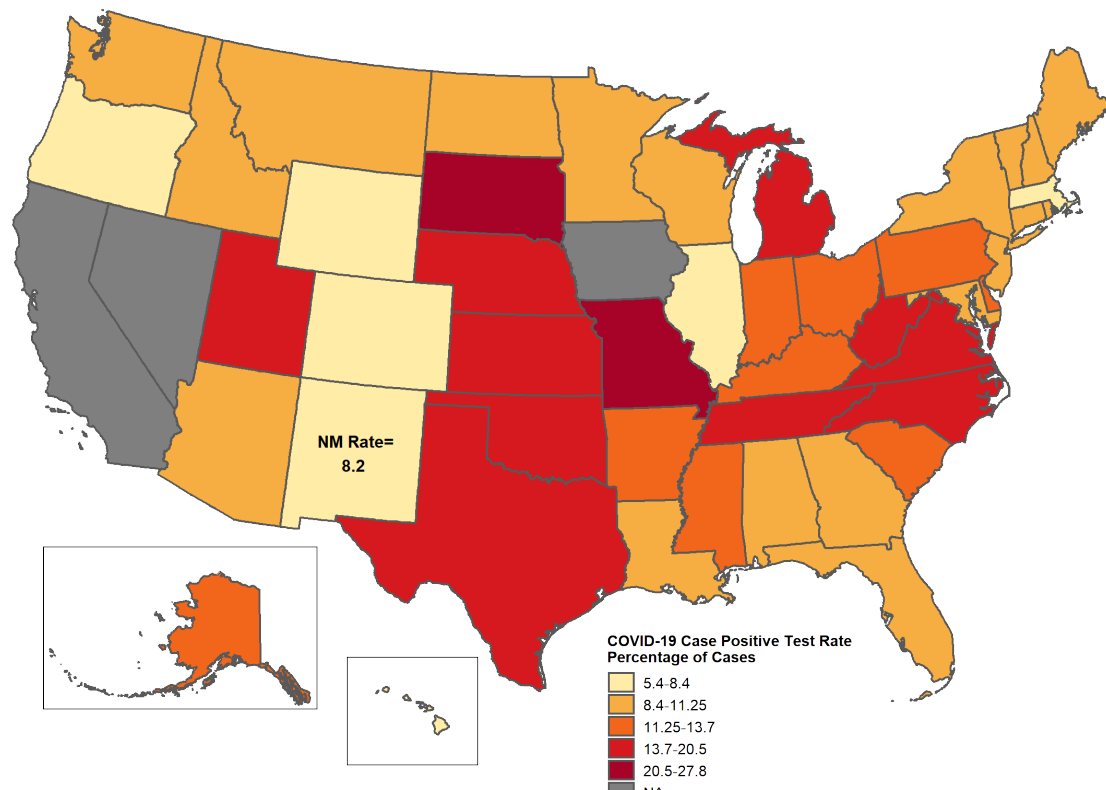 NM Rate=
8.2
COVID-19 Case Positive Test Rate
Percentage of Cases
5.4-8.4
8.4-11.25
11.25-13.7
13.7-20.5
20.5-27.8
NA